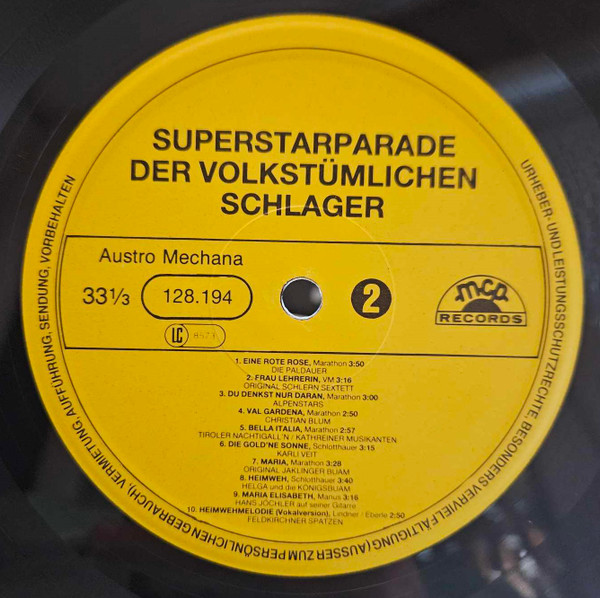 SUPERSTARPARADE
DER VOLKSTÜMLICHEN
SCHLAGER
Austro Mechana
33 1/3
128.194
LC 8573
2
mcp
RECORDS
1. EINE ROTE ROSE, Marathon 3:50
DIE PALDAUER
2. FRAU LEHRERIN, VM 3:16
ORIGINAL SCHLERN SEXTETT
3. DU DENKST NUR DARAN, Marathon 3:00
ALPENSTARS
4. VAL GARDENA, Marathon 2:50
CHRISTIAN BLUM
5. BELLA ITALIA, Marathon 2:57
TIROLER NACHTIGALL'N / KATHREINER MUSIKANTEN
6. DIE GOLD'NE SONNE, Schlotthauer 3:15
KARLI VEIT
7. MARIA, Marathon 3:28
ORIGINAL JAKLINGER BUAM
8. HEIMWEH, Schlotthauer 3:40
HELGA und die KÖNIGSBUAM
9. MARIA ELISABETH, Marius 3:16
HANS JÖCHLER auf seiner Gitarre
10. HEIMWEHMELODIE (Vokalversion), Lindner / Eberle 2:50
FELDKIRCHNER SPATZEN
URHEBER- UND LEISTUNGSSCHUTZRECHTE, BESONDERS VERVIELFÄLTIGUNG (AUSSER ZUM PERSÖNLICHEN GEBRAUCH), VERMIETUNG, AUFFÜHRUNG, SENDUNG, VORBEHALTEN